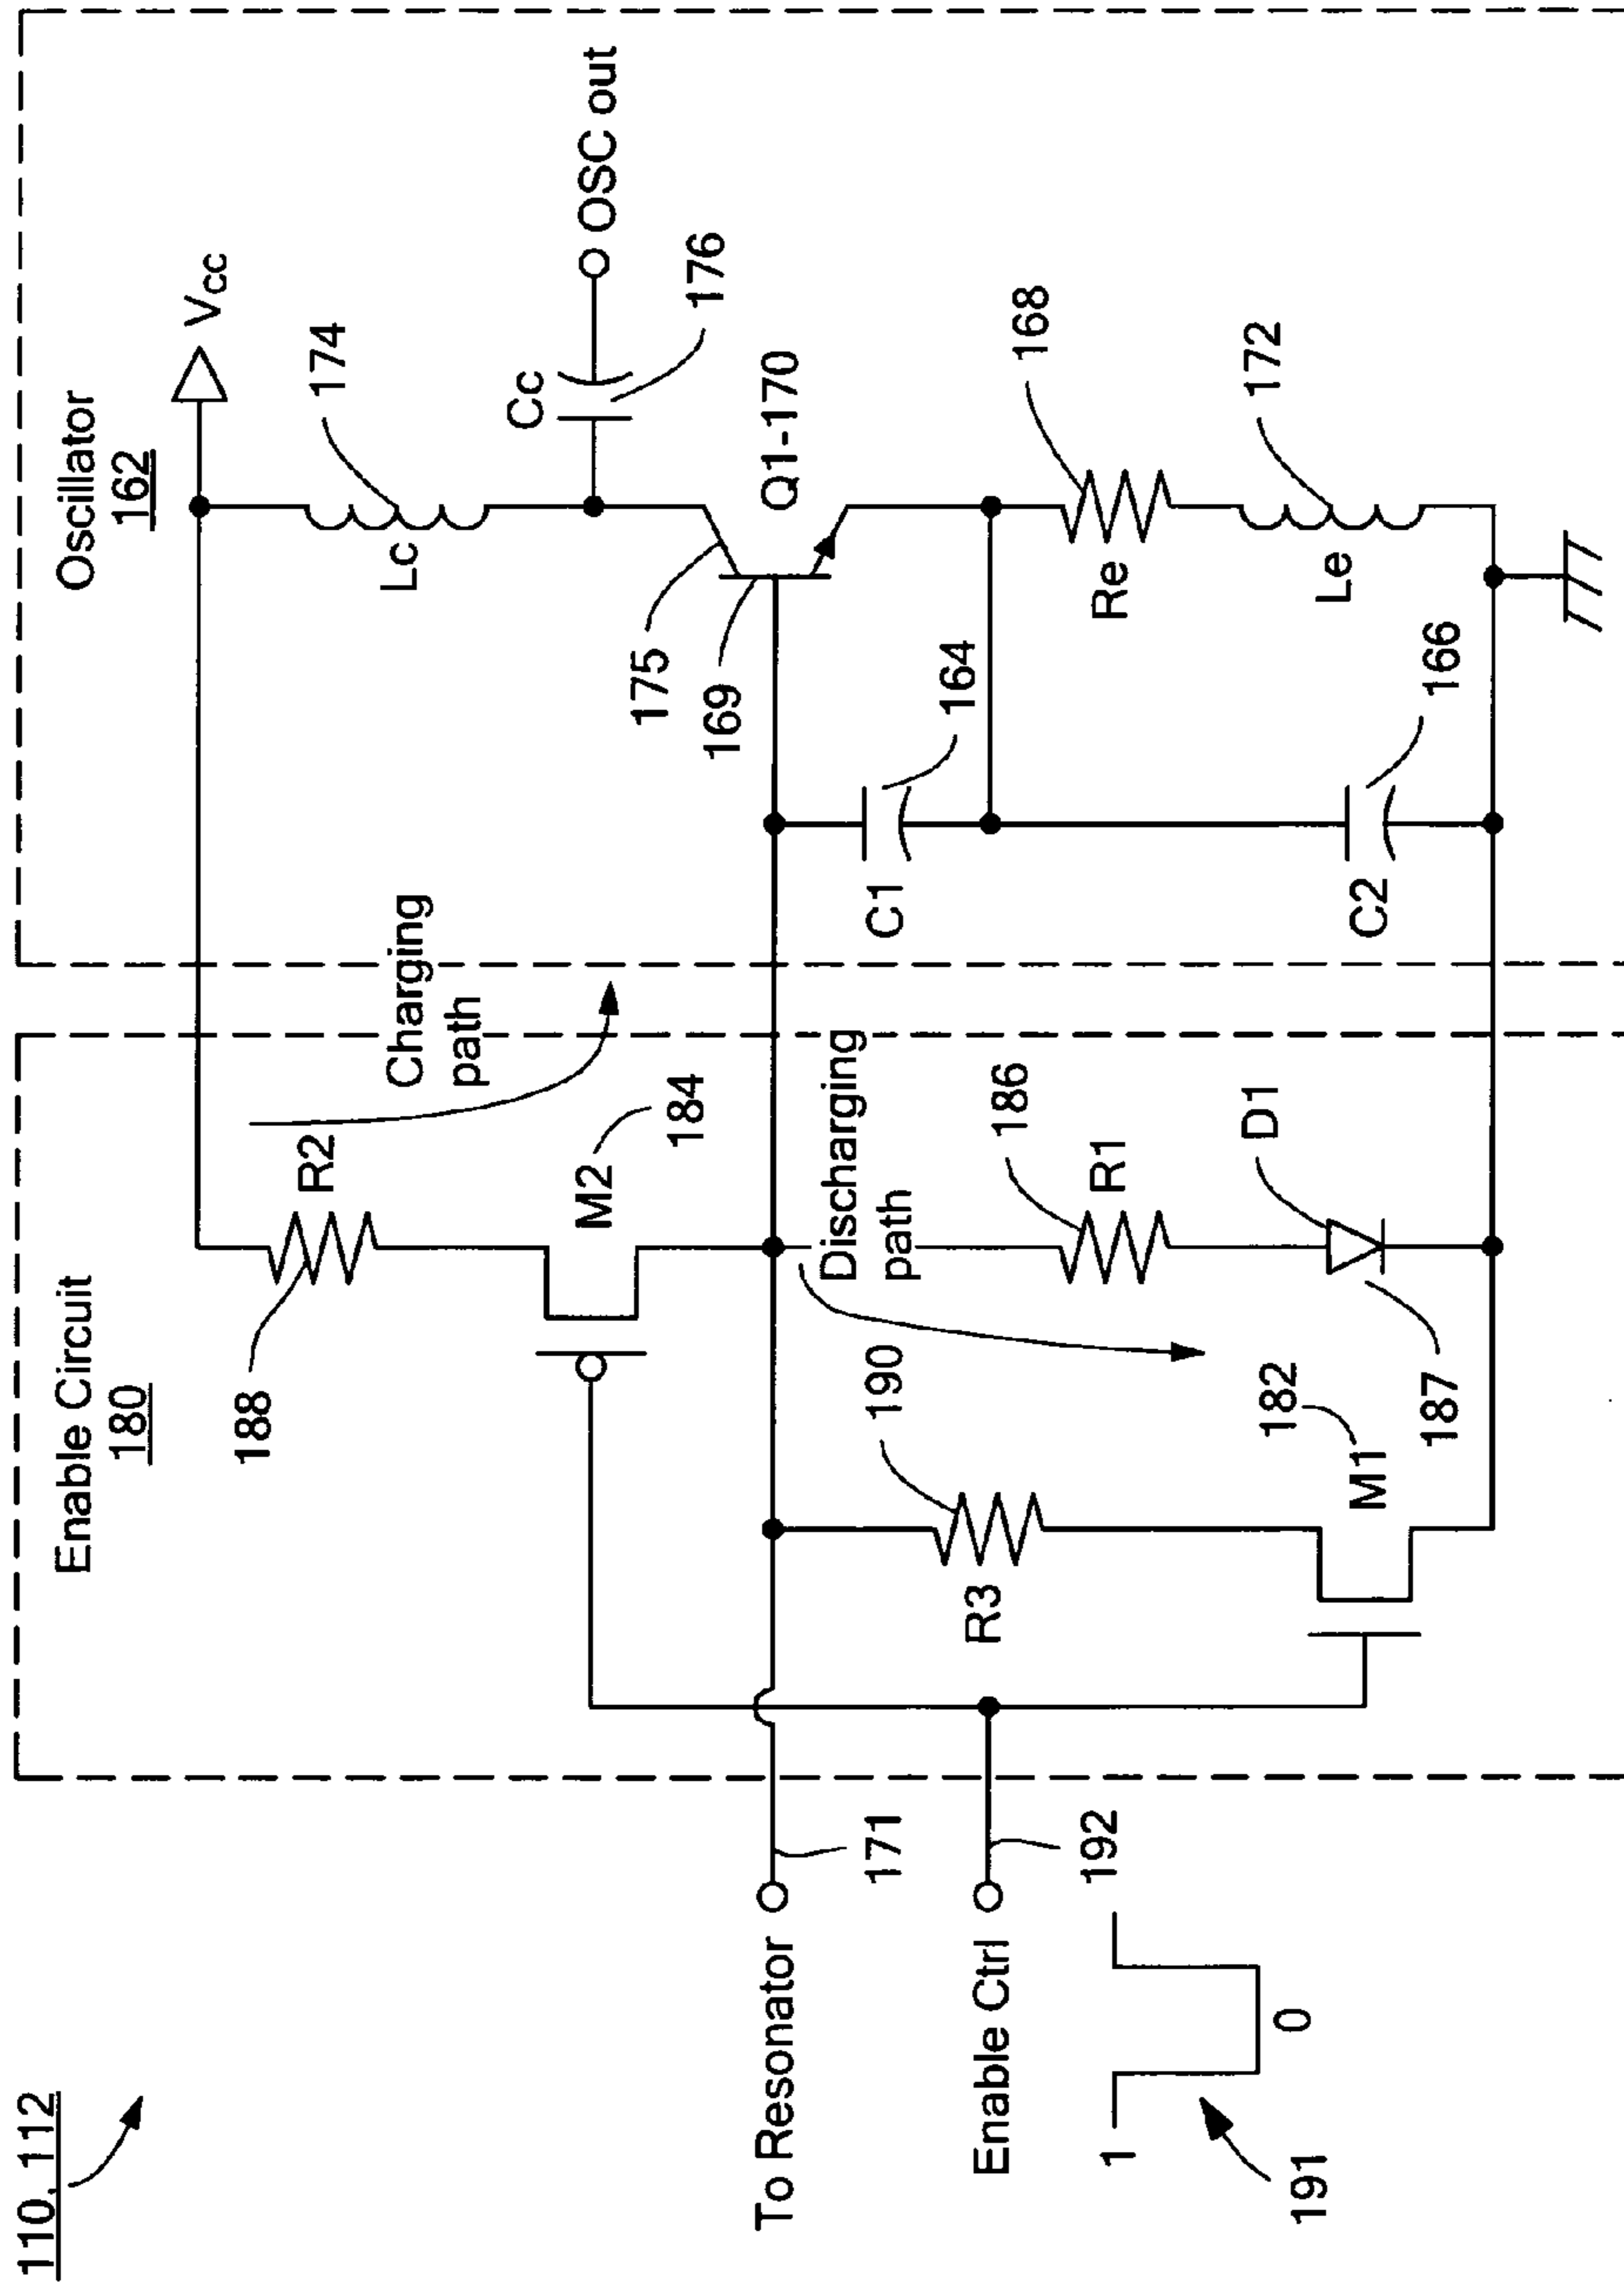 110, 112
Enable Circuit
180
Oscillator
162
Vcc
R2
188
Charging
path
Lc
174
M2
184
Cc
OSC out
176
175
169
Q1-170
To Resonator
171
Discharging
path
190
R3
186
R1
C1
164
Re
168
Enable Ctrl
192
1
0
191
182
M1
D1
187
C2
166
Le
172